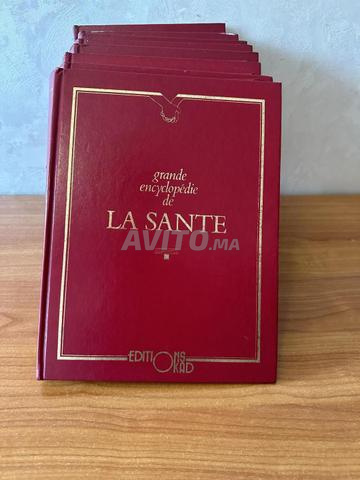 grande
encyclopédie
de
LA SANTE
AVITO.MA
EDITIONS
KAD